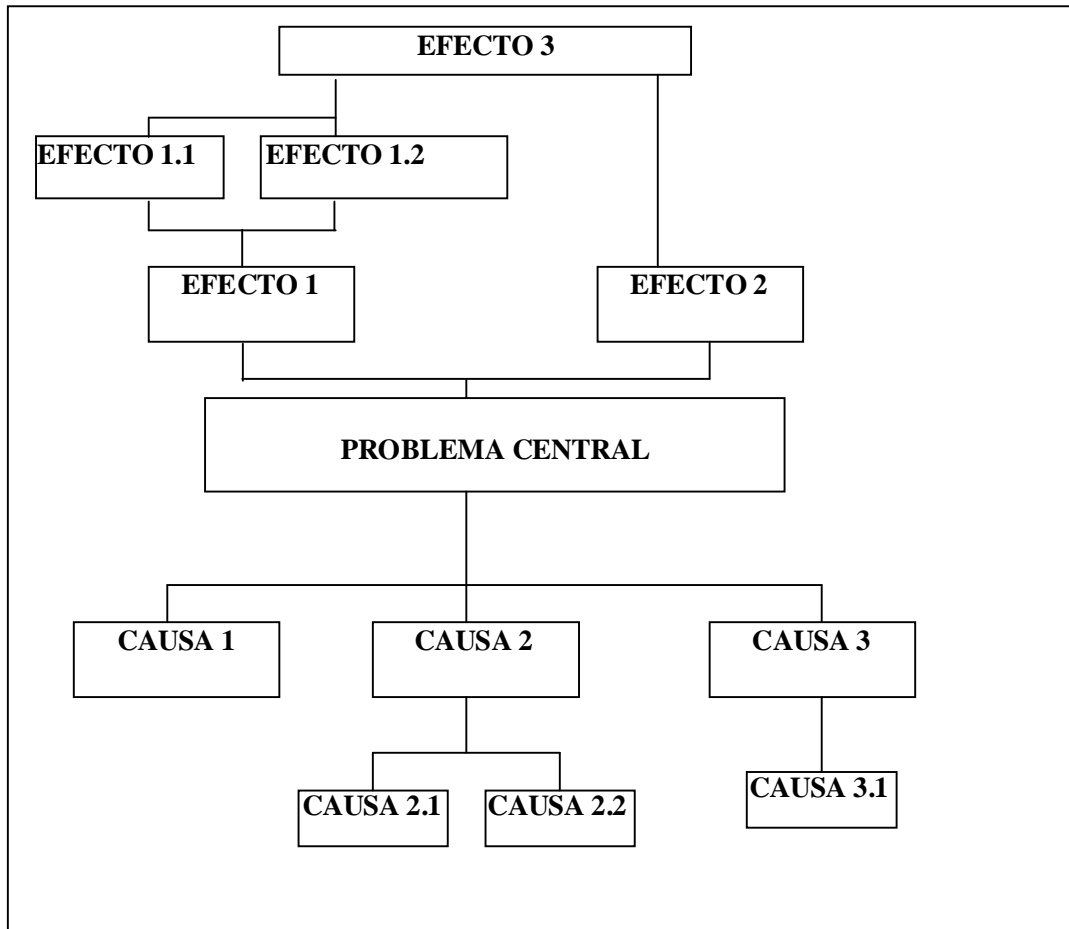 EFECTO 3
EFECTO 1.1
EFECTO 1.2
EFECTO 1
EFECTO 2
PROBLEMA CENTRAL
CAUSA 1
CAUSA 2
CAUSA 3
CAUSA 2.1
CAUSA 2.2
CAUSA 3.1